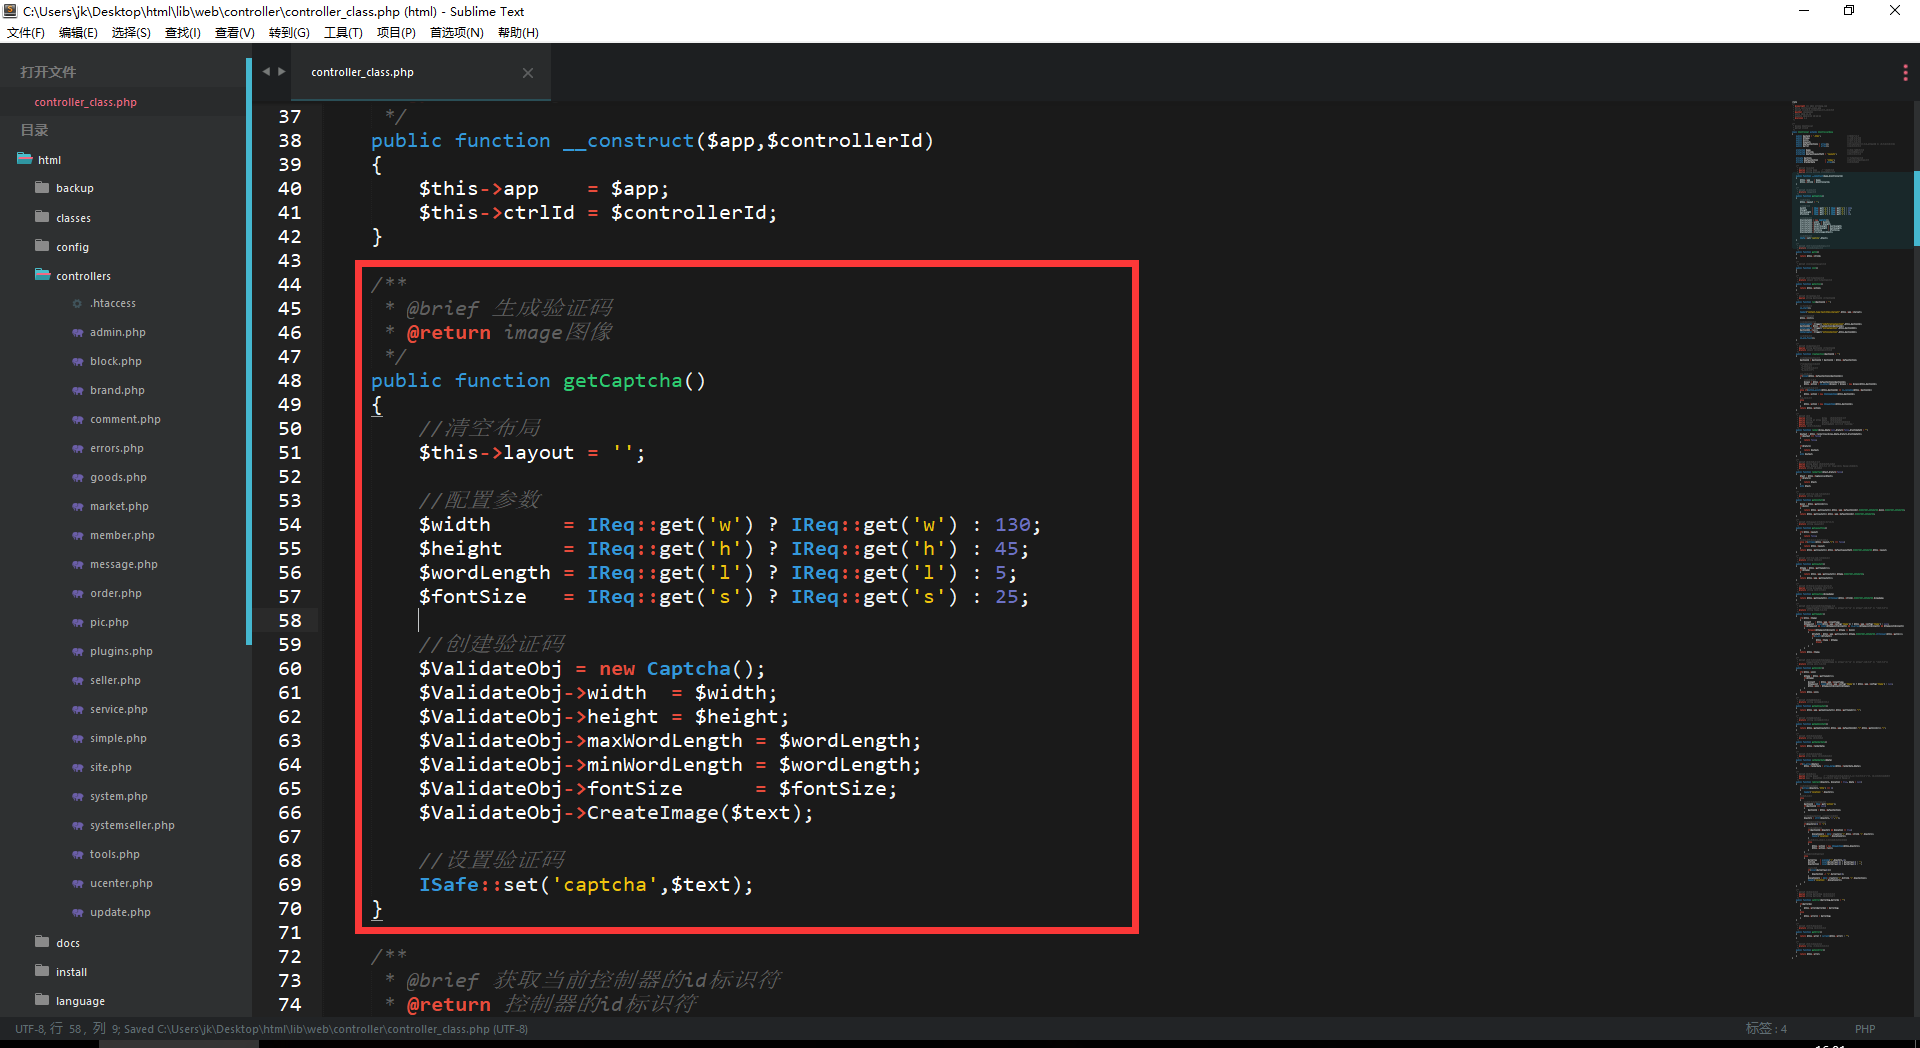 C:\Users\jk\Desktop\html\lib\web\controller\controller_class.php (html) - Sublime Text
文件(F) 编辑(E) 选择(S) 查找(I) 查看(V) 转到(G) 工具(T) 项目(P) 首选项(N) 帮助(H)
打开文件
controller_class.php
目录
html
backup
classes
config
controllers
.htaccess
admin.php
block.php
brand.php
comment.php
errors.php
goods.php
market.php
member.php
message.php
order.php
pic.php
plugins.php
seller.php
service.php
simple.php
site.php
system.php
systemseller.php
tools.php
ucenter.php
update.php
docs
install
language
controller_class.php
37 */
38 public function __construct($app,$controllerId)
39 {
40 $this->app    = $app;
41 $this->ctrlId = $controllerId;
42 }
43
44 /**
45 * @brief 生成验证码
46 * @return image图像
47 */
48 public function getCaptcha()
49 {
50 //清空布局
51 $this->layout = '';
52
53 //配置参数
54 $width      = IReq::get('w') ? IReq::get('w') : 130;
55 $height     = IReq::get('h') ? IReq::get('h') : 45;
56 $wordLength = IReq::get('l') ? IReq::get('l') : 5;
57 $fontSize   = IReq::get('s') ? IReq::get('s') : 25;
58
59 //创建验证码
60 $ValidateObj = new Captcha();
61 $ValidateObj->width  = $width;
62 $ValidateObj->height = $height;
63 $ValidateObj->maxWordLength = $wordLength;
64 $ValidateObj->minWordLength = $wordLength;
65 $ValidateObj->fontSize      = $fontSize;
66 $ValidateObj->CreateImage($text);
67
68 //设置验证码
69 ISafe::set('captcha',$text);
70 }
71
72 /**
73 * @brief 获取当前控制器的id标识符
74 * @return 控制器的id标识符
UTF-8, 行 58 , 列 9; Saved C:\Users\jk\Desktop\html\lib\web\controller\controller_class.php (UTF-8)
标签: 4
PHP